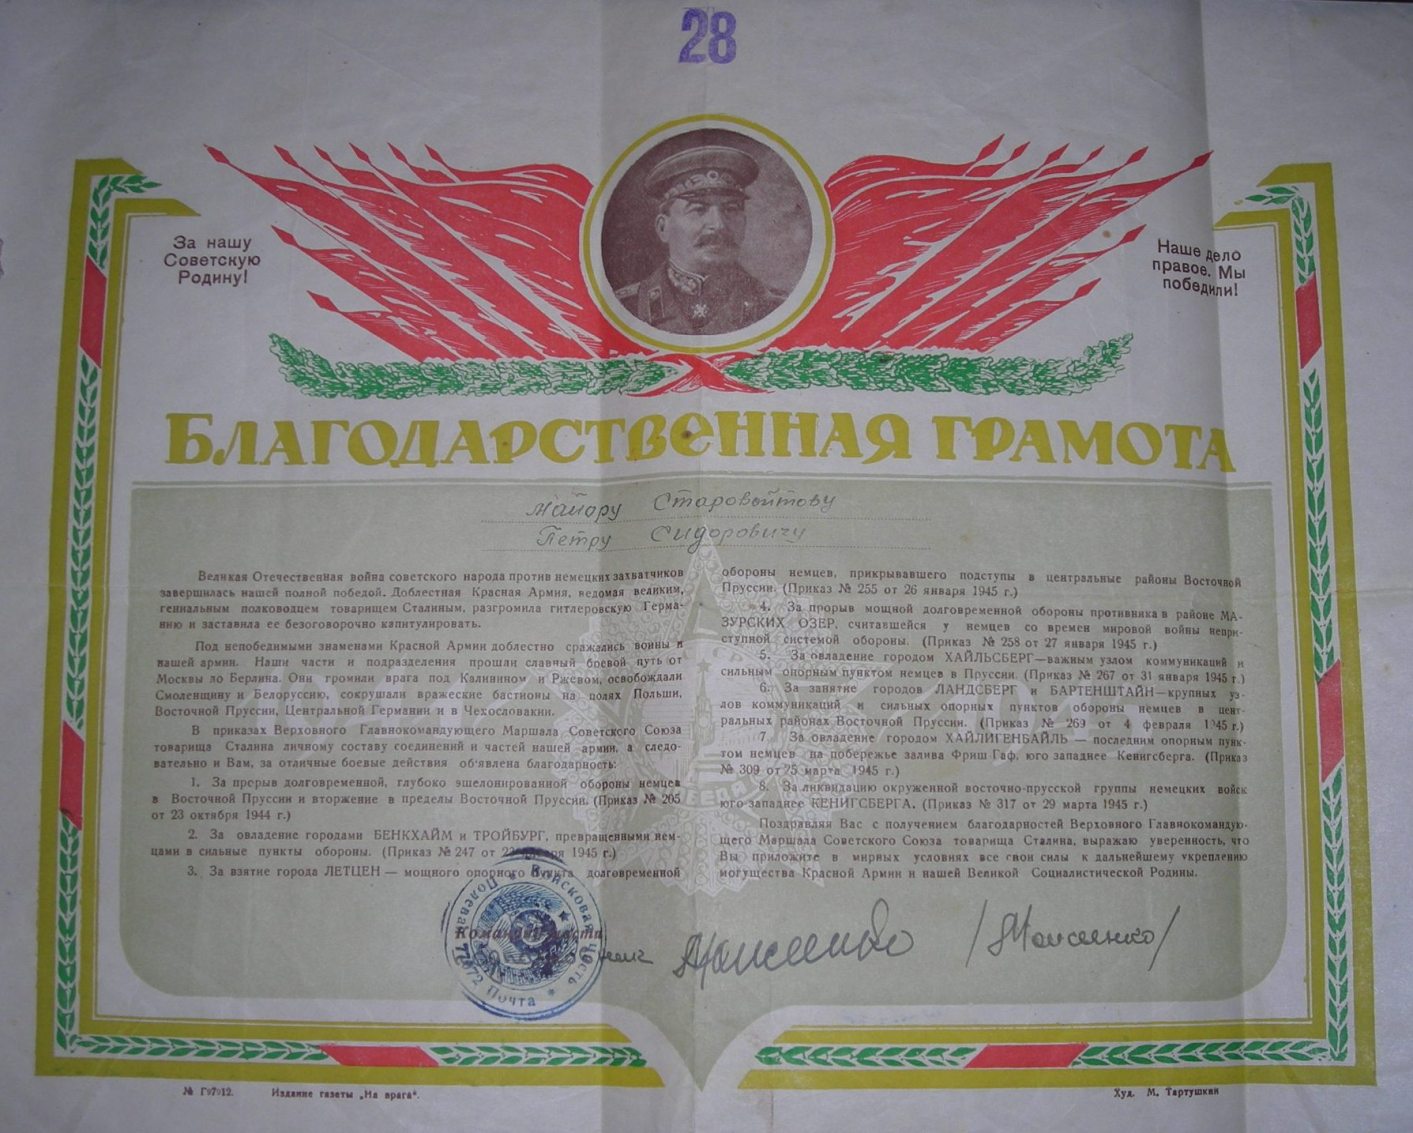 28
За нашу
Советскую
Родину!
Наше дело
правое. Мы
победили!
БЛАГОДАРСТВЕННАЯ ГРАМОТА
Майору Старовойтову
Петру Сидоровичу
Великая Отечественная война советского народа против немецких захватчиков
завершилась нашей полной победой. Доблестная Красная Армия, ведомая великим,
гениальным полководцем товарищем Сталиным, разгромила гитлеровскую Герма-
нию и заставила ее безоговорочно капитулировать.
Под непобедимыми знаменами Красной Армии доблестно сражались воины и
нашей армии. Наши части и подразделения прошли славный боевой путь от
Москвы до Берлина. Они громили врага под Калинином и Ржевом, освобождали
Смоленщину и Белоруссию, сокрушали вражеские бастионы на полях Польши,
Восточной Пруссии, Центральной Германии и в Чехословакии.
В приказах Верховного Главнокомандующего Маршала Советского Союза
товарища Сталина личному составу соединений и частей нашей армии, а следо-
вательно и Вам, за отличные боевые действия об'явлена благодарность:
1. За прорыв долговременной, глубоко эшелонированной обороны немцев
в Восточной Пруссии и вторжение в пределы Восточной Пруссии. (Приказ № 205
от 23 октября 1944 г.)
2. За овладение городами БЕНКХАЙМ и ТРОЙБУРГ, превращенными нем-
цами в сильные пункты обороны. (Приказ № 247 от января 1945 г.)
3. За взятие города ЛЕТЦЕН — мощного опорного пункта долговременной
обороны немцев, прикрывавшего подступы в центральные районы Восточной
Пруссии. (Приказ № 255 от 26 января 1945 г.)
4. За прорыв мощной долговременной обороны противника в районе МА-
ЗУРСКИХ ОЗЕР, считавшейся у немцев со времен мировой войны непри-
ступной системой обороны. (Приказ № 258 от 27 января 1945 г.)
5. За овладение городом ХАЙЛЬСБЕРГ—важным узлом коммуникаций и
сильным опорным пунктом немцев в Пруссии. (Приказ № 267 от 31 января 1945 г.)
6. За занятие городов ЛАНДСБЕРГ и БАРТЕНШТАЙН—крупных уз-
лов коммуникаций и сильных опорных пунктов обороны немцев в цент-
ральных районах Восточной Пруссии. (Приказ № 269 от 4 февраля 1945 г.)
7. За овладение городом ХАЙЛИГЕНБАЙЛЬ — последним опорным пунк-
том немцев на побережье залива Фриш Гаф, юго западнее Кенигсберга. (Приказ
№ 309 от 25 марта 1945 г.)
8. За ликвидацию окруженной восточно-прусской группы немецких войск
юго западнее КЕНИГСБЕРГА. (Приказ № 317 от 29 марта 1945 г.)
Поздравляя Вас с получением благодарностей Верховного Главнокомандую-
щего Маршала Советского Союза товарища Сталина, выражаю уверенность, что
Вы приложите в мирных условиях все свои силы к дальнейшему укреплению
могущества Красной Армии и нашей Великой Социалистической Родины.
Командир части
Войсковая Часть
Полевая Почта
№ Г97912. Издание газеты „На врага“.
Худ. М. Тартушкин